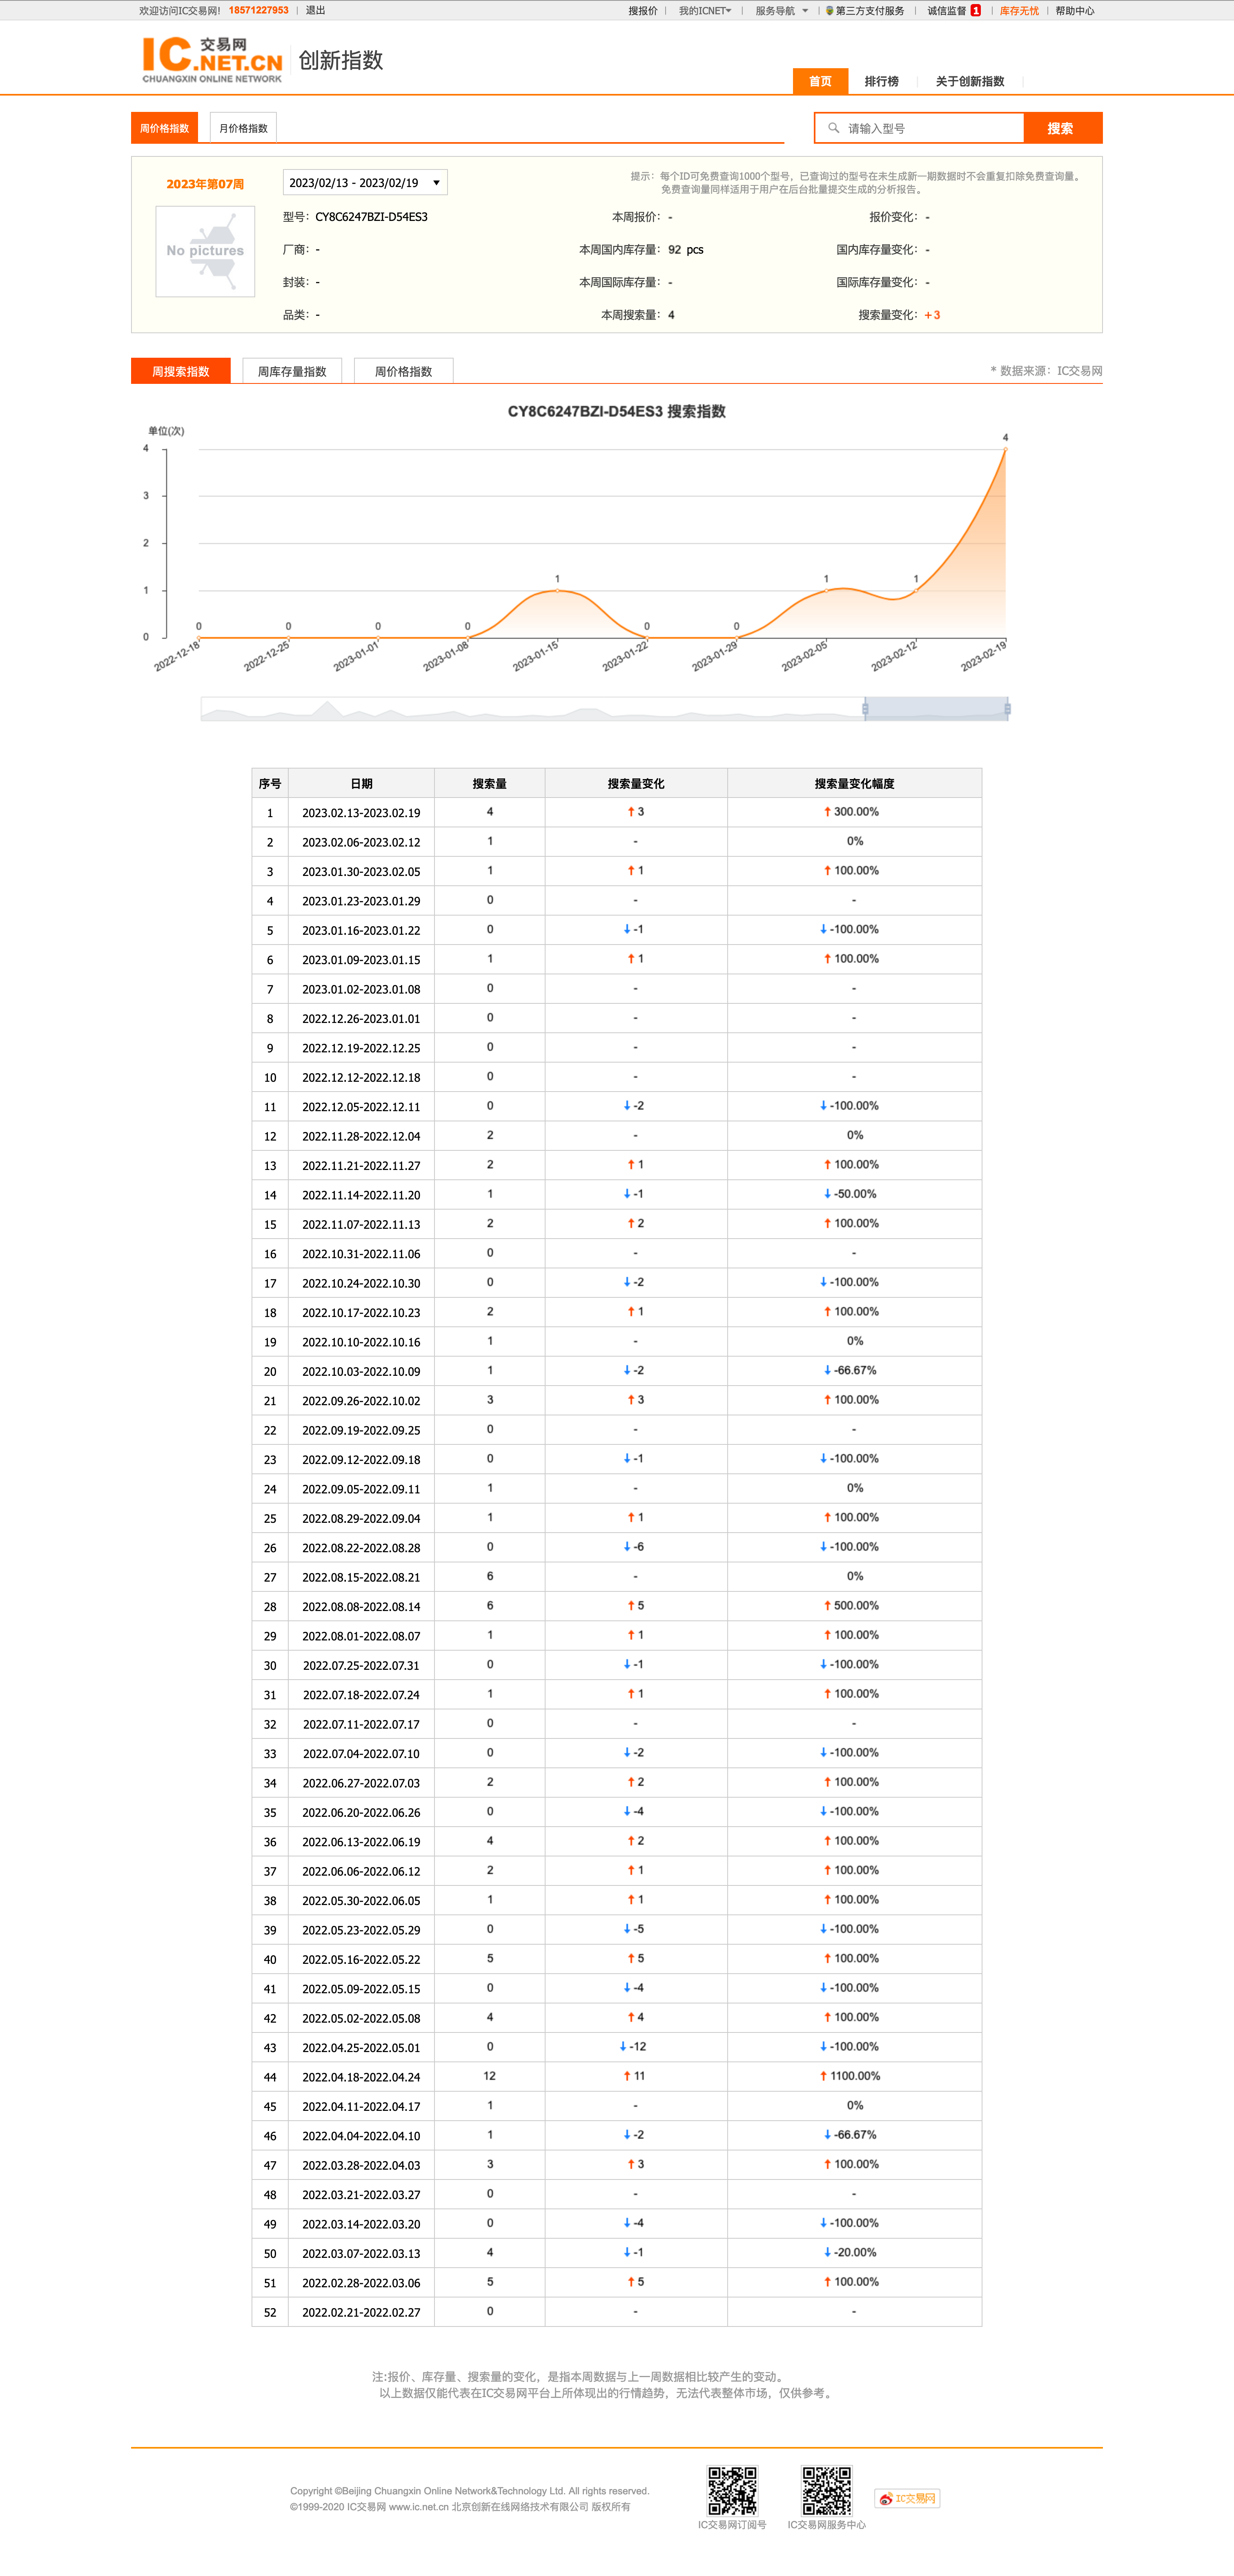 欢迎访问IC交易网! 18571227953 | 退出 搜报价 | 我的ICNET | 服务导航 | 第三方支付服务 | 诚信监督 1 | 库存无忧 | 帮助中心
IC 交易网 .NET.CN 创新指数
CHUANGXIN ONLINE NETWORK
首页 排行榜 关于创新指数
周价格指数 月价格指数 请输入型号 搜索
2023年第07周 2023/02/13 - 2023/02/19 提示：每个ID可免费查询1000个型号，已查询过的型号在未生成新一期数据时不会重复扣除免费查询量。
免费查询量同样适用于用户在后台批量提交生成的分析报告。
No pictures
型号：CY8C6247BZI-D54ES3 本周报价：- 报价变化：-
厂商：- 本周国内库存量：92 pcs 国内库存量变化：-
封装：- 本周国际库存量：- 国际库存量变化：-
品类：- 本周搜索量：4 搜索量变化：+3
周搜索指数 周库存量指数 周价格指数 * 数据来源：IC交易网
CY8C6247BZI-D54ES3 搜索指数
单位(次)
4 4
3
2
1 1 1 1
0 0 0 0 0 0 0
2022-12-18 2022-12-25 2023-01-01 2023-01-08 2023-01-15 2023-01-22 2023-01-29 2023-02-05 2023-02-12 2023-02-19
序号 日期 搜索量 搜索量变化 搜索量变化幅度
1 2023.02.13-2023.02.19 4 ↑3 ↑300.00%
2 2023.02.06-2023.02.12 1 - 0%
3 2023.01.30-2023.02.05 1 ↑1 ↑100.00%
4 2023.01.23-2023.01.29 0 - -
5 2023.01.16-2023.01.22 0 ↓-1 ↓-100.00%
6 2023.01.09-2023.01.15 1 ↑1 ↑100.00%
7 2023.01.02-2023.01.08 0 - -
8 2022.12.26-2023.01.01 0 - -
9 2022.12.19-2022.12.25 0 - -
10 2022.12.12-2022.12.18 0 - -
11 2022.12.05-2022.12.11 0 ↓-2 ↓-100.00%
12 2022.11.28-2022.12.04 2 - 0%
13 2022.11.21-2022.11.27 2 ↑1 ↑100.00%
14 2022.11.14-2022.11.20 1 ↓-1 ↓-50.00%
15 2022.11.07-2022.11.13 2 ↑2 ↑100.00%
16 2022.10.31-2022.11.06 0 - -
17 2022.10.24-2022.10.30 0 ↓-2 ↓-100.00%
18 2022.10.17-2022.10.23 2 ↑1 ↑100.00%
19 2022.10.10-2022.10.16 1 - 0%
20 2022.10.03-2022.10.09 1 ↓-2 ↓-66.67%
21 2022.09.26-2022.10.02 3 ↑3 ↑100.00%
22 2022.09.19-2022.09.25 0 - -
23 2022.09.12-2022.09.18 0 ↓-1 ↓-100.00%
24 2022.09.05-2022.09.11 1 - 0%
25 2022.08.29-2022.09.04 1 ↑1 ↑100.00%
26 2022.08.22-2022.08.28 0 ↓-6 ↓-100.00%
27 2022.08.15-2022.08.21 6 - 0%
28 2022.08.08-2022.08.14 6 ↑5 ↑500.00%
29 2022.08.01-2022.08.07 1 ↑1 ↑100.00%
30 2022.07.25-2022.07.31 0 ↓-1 ↓-100.00%
31 2022.07.18-2022.07.24 1 ↑1 ↑100.00%
32 2022.07.11-2022.07.17 0 - -
33 2022.07.04-2022.07.10 0 ↓-2 ↓-100.00%
34 2022.06.27-2022.07.03 2 ↑2 ↑100.00%
35 2022.06.20-2022.06.26 0 ↓-4 ↓-100.00%
36 2022.06.13-2022.06.19 4 ↑2 ↑100.00%
37 2022.06.06-2022.06.12 2 ↑1 ↑100.00%
38 2022.05.30-2022.06.05 1 ↑1 ↑100.00%
39 2022.05.23-2022.05.29 0 ↓-5 ↓-100.00%
40 2022.05.16-2022.05.22 5 ↑5 ↑100.00%
41 2022.05.09-2022.05.15 0 ↓-4 ↓-100.00%
42 2022.05.02-2022.05.08 4 ↑4 ↑100.00%
43 2022.04.25-2022.05.01 0 ↓-12 ↓-100.00%
44 2022.04.18-2022.04.24 12 ↑11 ↑1100.00%
45 2022.04.11-2022.04.17 1 - 0%
46 2022.04.04-2022.04.10 1 ↓-2 ↓-66.67%
47 2022.03.28-2022.04.03 3 ↑3 ↑100.00%
48 2022.03.21-2022.03.27 0 - -
49 2022.03.14-2022.03.20 0 ↓-4 ↓-100.00%
50 2022.03.07-2022.03.13 4 ↓-1 ↓-20.00%
51 2022.02.28-2022.03.06 5 ↑5 ↑100.00%
52 2022.02.21-2022.02.27 0 - -
注:报价、库存量、搜索量的变化，是指本周数据与上一周数据相比较产生的变动。
以上数据仅能代表在IC交易网平台上所体现出的行情趋势，无法代表整体市场，仅供参考。
Copyright ©Beijing Chuangxin Online Network&Technology Ltd. All rights reserved.
©1999-2020 IC交易网 www.ic.net.cn 北京创新在线网络技术有限公司 版权所有
IC交易网订阅号 IC交易网服务中心 IC交易网